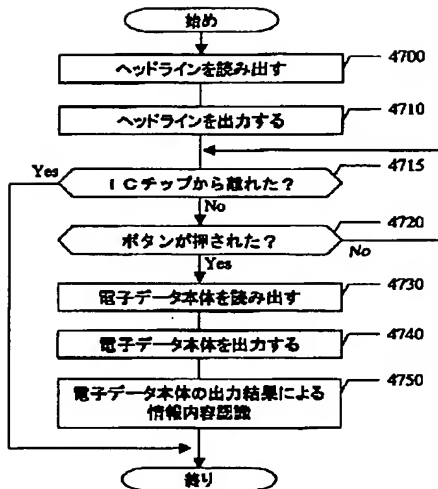 始め
ヘッドラインを読み出す
4700
ヘッドラインを出力する
4710
Yes
ICチップから離れた？
4715
No
ボタンが押された？
4720
No
Yes
電子データ本体を読み出す
4730
電子データ本体を出力する
4740
電子データ本体の出力結果による
情報内容認識
4750
終り